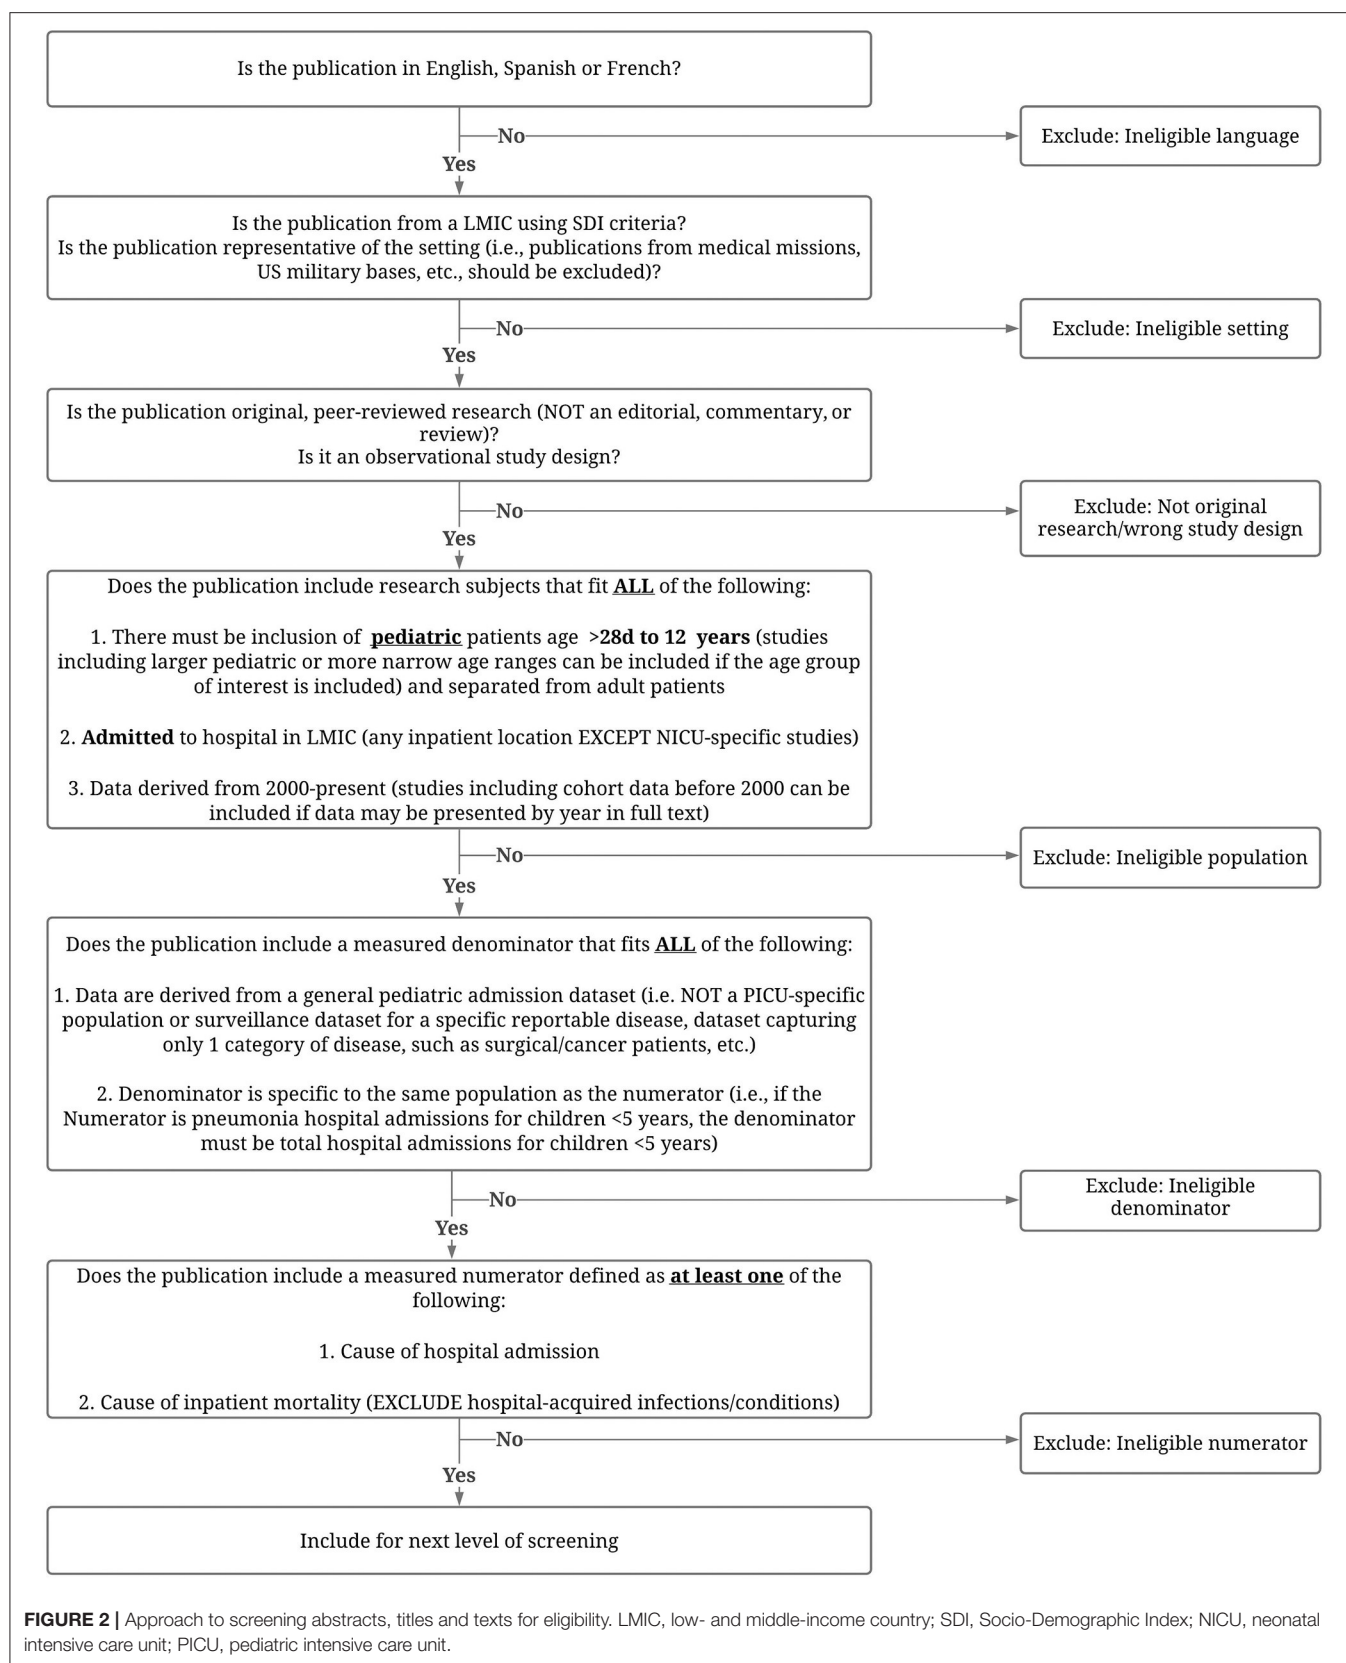 Is the publication in English, Spanish or French?
No
Exclude: Ineligible language
Yes
Is the publication from a LMIC using SDI criteria?
Is the publication representative of the setting (i.e., publications from medical missions,
US military bases, etc., should be excluded)?
No
Exclude: Ineligible setting
Yes
Is the publication original, peer-reviewed research (NOT an editorial, commentary, or
review)?
Is it an observational study design?
No
Exclude: Not original
research/wrong study design
Yes
Does the publication include research subjects that fit ALL of the following:
1. There must be inclusion of pediatric patients age >28d to 12 years (studies
including larger pediatric or more narrow age ranges can be included if the age group
of interest is included) and separated from adult patients
2. Admitted to hospital in LMIC (any inpatient location EXCEPT NICU-specific studies)
3. Data derived from 2000-present (studies including cohort data before 2000 can be
included if data may be presented by year in full text)
No
Exclude: Ineligible population
Yes
Does the publication include a measured denominator that fits ALL of the following:
1. Data are derived from a general pediatric admission dataset (i.e. NOT a PICU-specific
population or surveillance dataset for a specific reportable disease, dataset capturing
only 1 category of disease, such as surgical/cancer patients, etc.)
2. Denominator is specific to the same population as the numerator (i.e., if the
Numerator is pneumonia hospital admissions for children <5 years, the denominator
must be total hospital admissions for children <5 years)
No
Exclude: Ineligible
denominator
Yes
Does the publication include a measured numerator defined as at least one of the
following:
1. Cause of hospital admission
2. Cause of inpatient mortality (EXCLUDE hospital-acquired infections/conditions)
No
Exclude: Ineligible numerator
Yes
Include for next level of screening
FIGURE 2 | Approach to screening abstracts, titles and texts for eligibility. LMIC, low- and middle-income country; SDI, Socio-Demographic Index; NICU, neonatal
intensive care unit; PICU, pediatric intensive care unit.